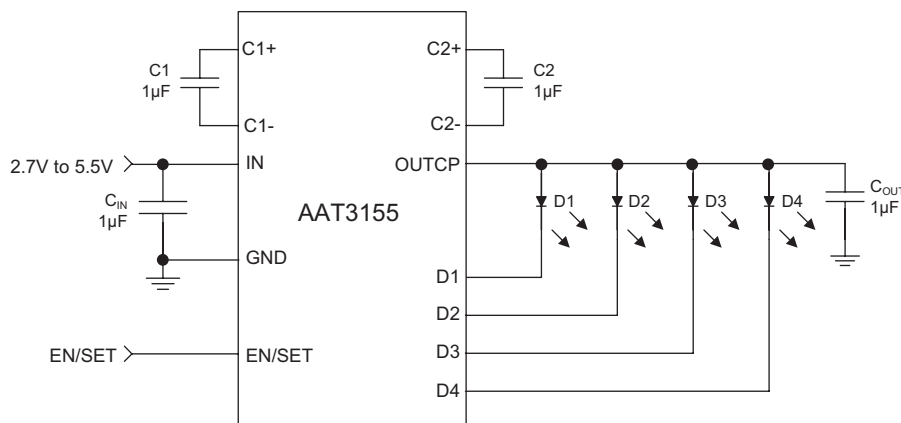 C1+
C2+
C1
1µF
C2
1µF
C1-
C2-
2.7V to 5.5V
IN
OUTCP
CIN
1µF
AAT3155
D1
D2
D3
D4
COUT
1µF
GND
D1
D2
EN/SET
EN/SET
D3
D4